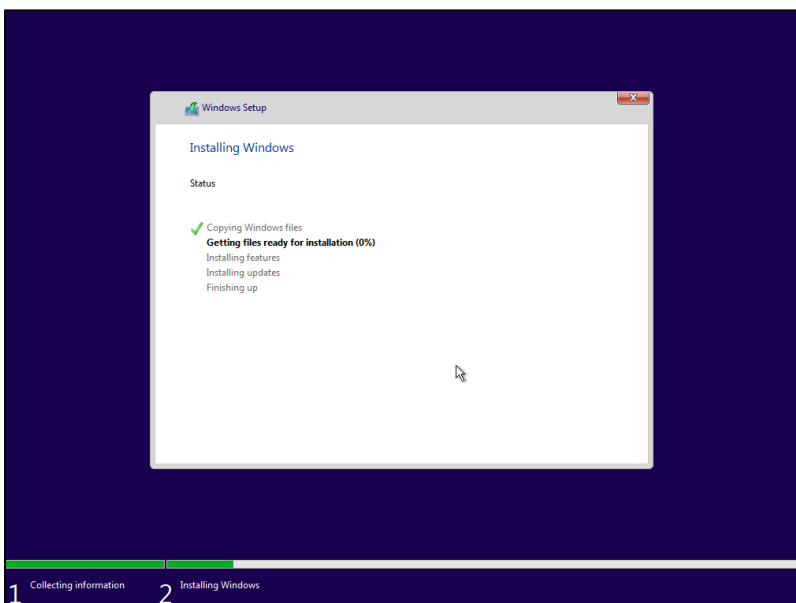 Windows Setup
Installing Windows
Status
Copying Windows files
Getting files ready for installation (0%)
Installing features
Installing updates
Finishing up
1 Collecting information
2 Installing Windows